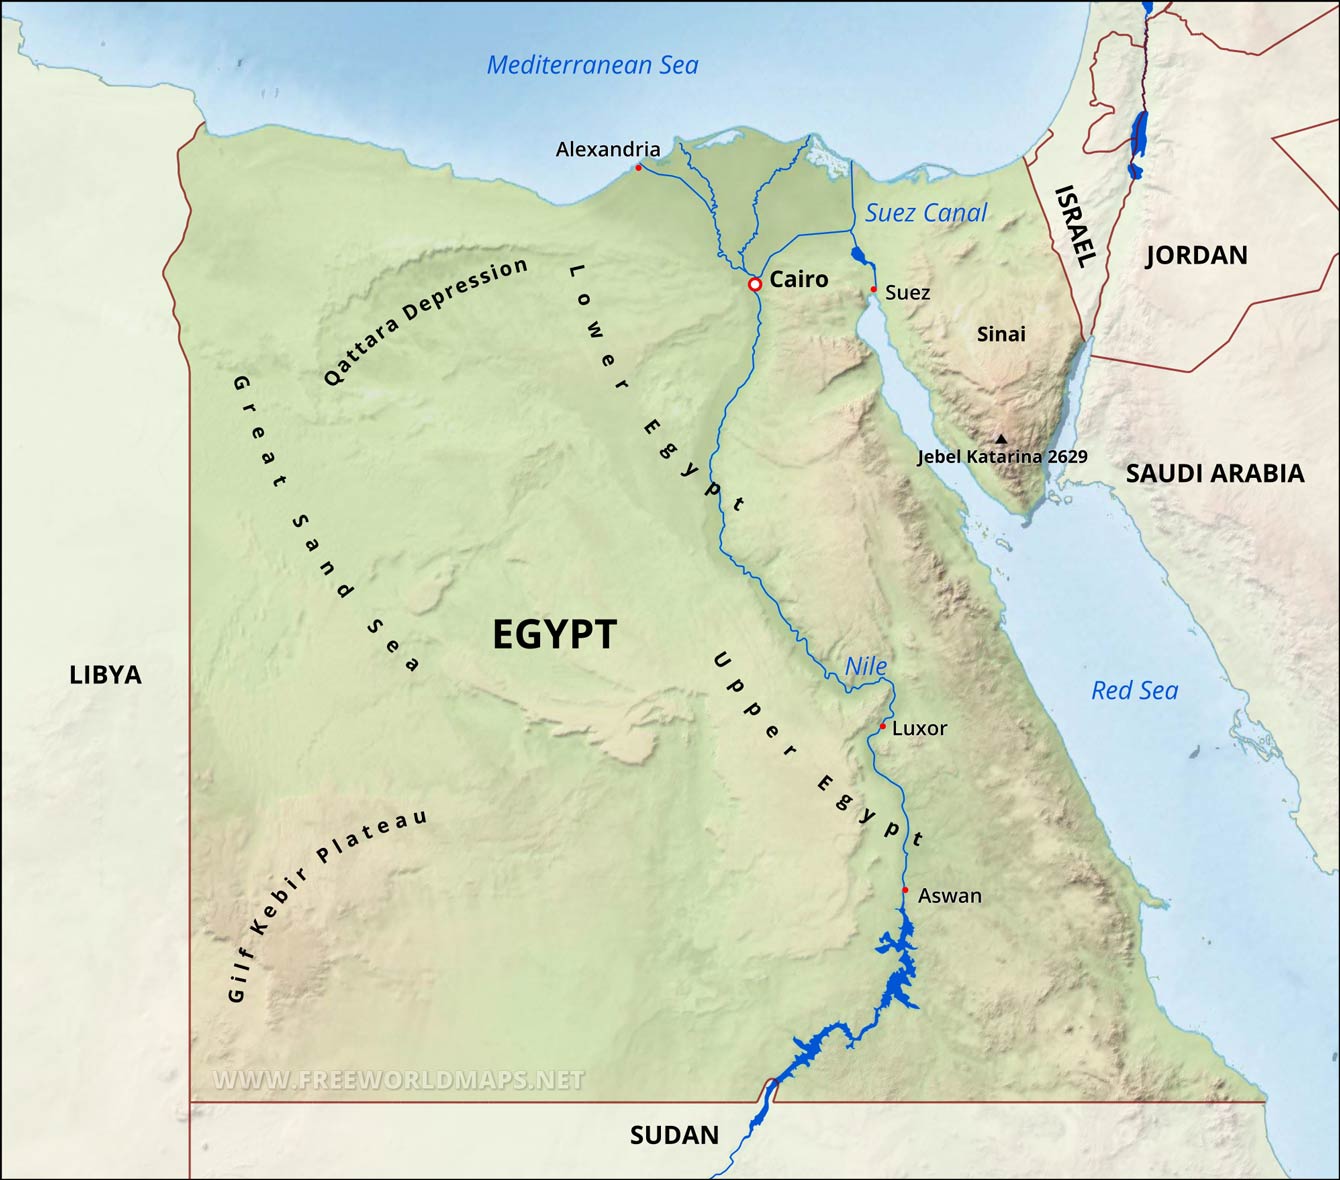 Mediterranean Sea
Alexandria
Suez Canal
ISRAEL
JORDAN
Cairo
Suez
Qattara Depression
Lower Egypt
Sinai
Great Sand Sea
Jebel Katarina 2629
SAUDI ARABIA
EGYPT
LIBYA
Nile
Red Sea
Upper Egypt
Luxor
Gilf Kebir Plateau
Aswan
WWW.FREEWORLDMAPS.NET
SUDAN